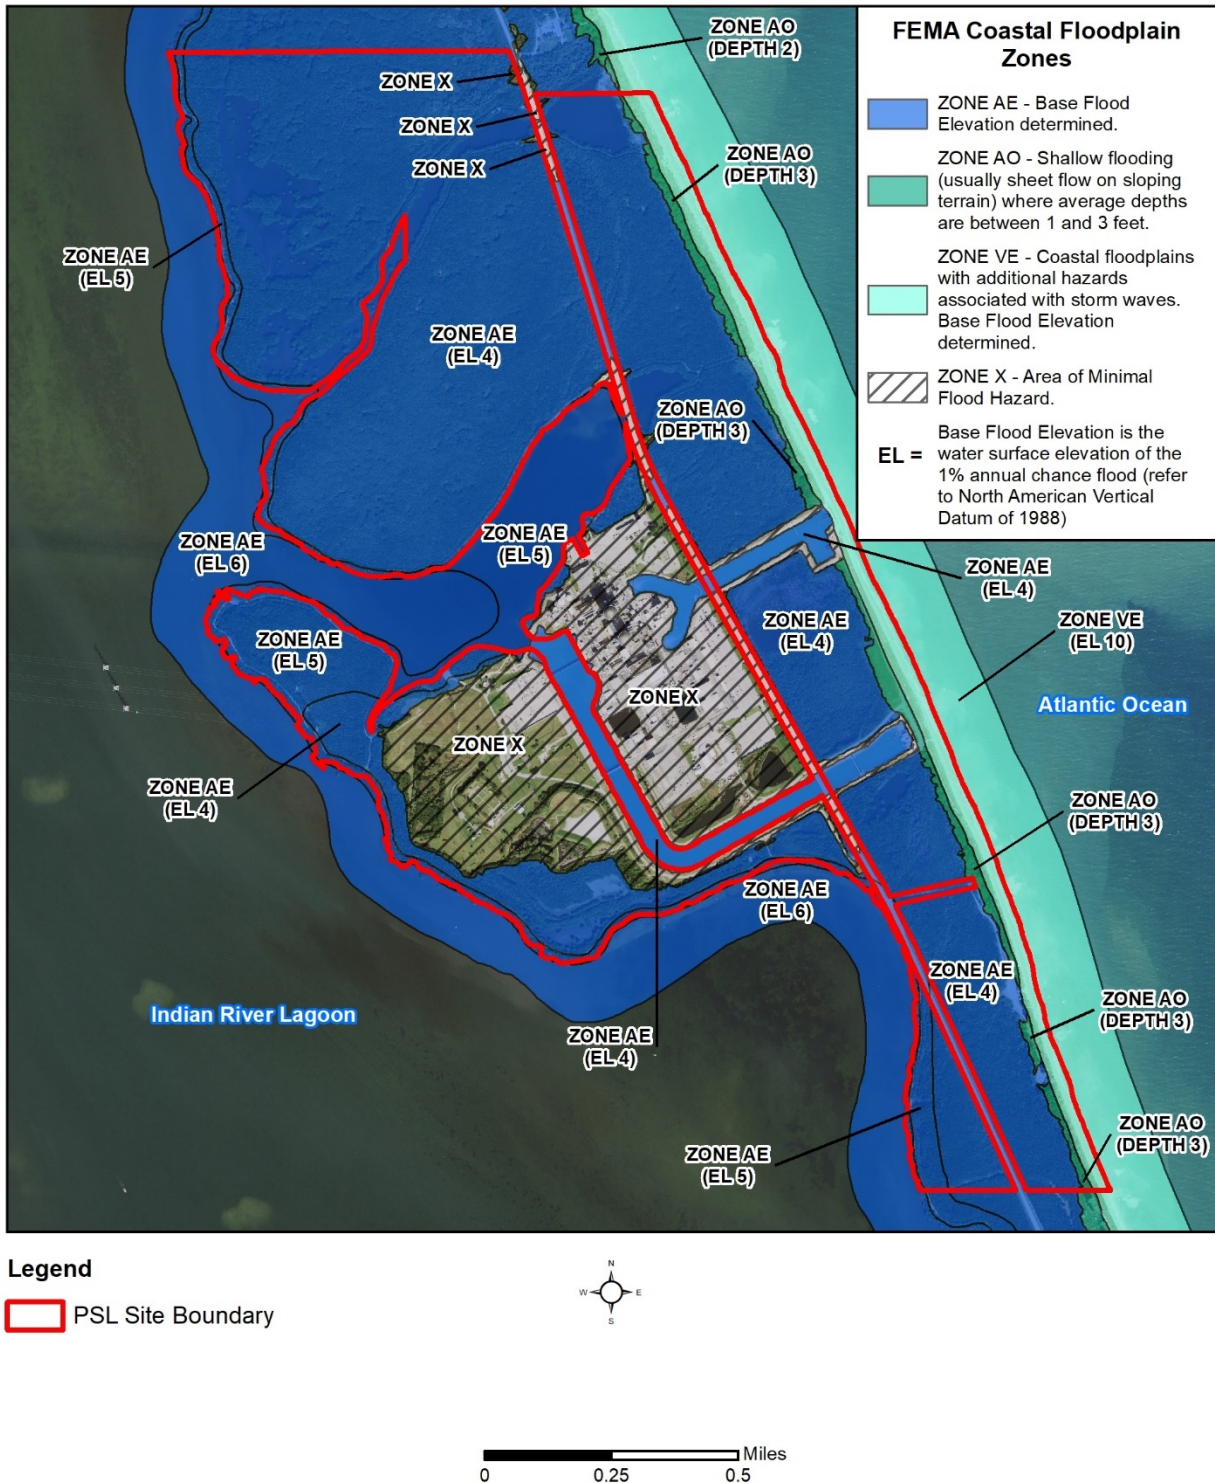 FEMA Coastal Floodplain
Zones
ZONE AE - Base Flood
Elevation determined.
ZONE AO - Shallow flooding
(usually sheet flow on sloping
terrain) where average depths
are between 1 and 3 feet.
ZONE VE - Coastal floodplains
with additional hazards
associated with storm waves.
Base Flood Elevation
determined.
ZONE X - Area of Minimal
Flood Hazard.
EL =
Base Flood Elevation is the
water surface elevation of the
1% annual chance flood (refer
to North American Vertical
Datum of 1988)
ZONE AO
(DEPTH 2)
ZONE X
ZONE X
ZONE X
ZONE AO
(DEPTH 3)
ZONE AE
(EL 5)
ZONE AE
(EL 4)
ZONE AO
(DEPTH 3)
ZONE AE
(EL 6)
ZONE AE
(EL 5)
ZONE AE
(EL 4)
ZONE AE
(EL 5)
ZONE AE
(EL 4)
ZONE VE
(EL 10)
ZONE X
Atlantic Ocean
ZONE X
ZONE AE
(EL 4)
ZONE AO
(DEPTH 3)
ZONE AE
(EL 6)
ZONE AE
(EL 4)
Indian River Lagoon
ZONE AO
(DEPTH 3)
ZONE AE
(EL 4)
ZONE AO
(DEPTH 3)
ZONE AE
(EL 5)
Legend
PSL Site Boundary
N
W E
S
Miles
0 0.25 0.5